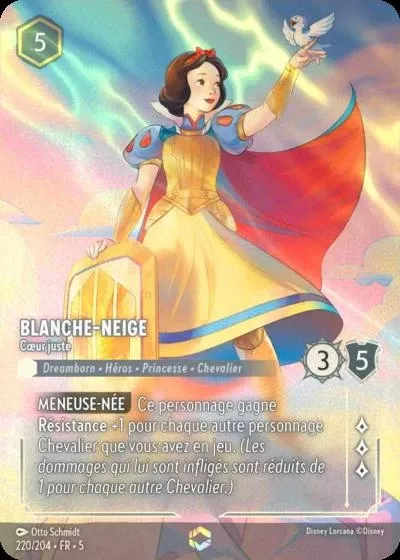 5
BLANCHE-NEIGE
Cœur juste
Dreamborn • Héros • Princesse • Chevalier
3
5
MENEUSE-NÉE Ce personnage gagne
Résistance +1 pour chaque autre personnage
Chevalier que vous avez en jeu. (Les
dommages qui lui sont infligés sont réduits de
1 pour chaque autre Chevalier.)
Otto Schmidt
220/204 • FR • 5
Disney Lorcana ©Disney